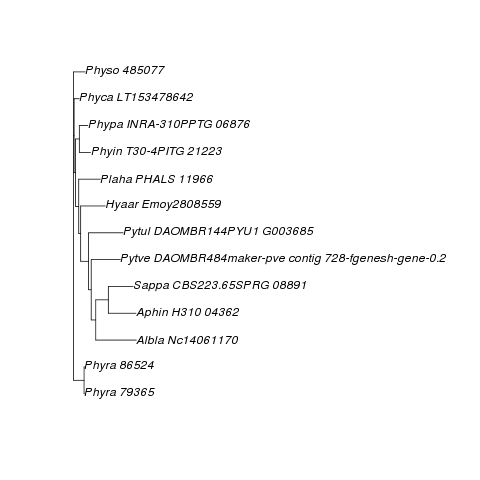 Physo 485077
Phyca LT153478642
Phypa INRA-310PPTG 06876
Phyin T30-4PITG 21223
Plaha PHALS 11966
Hyaar Emoy2808559
Pytul DAOMBR144PYU1 G003685
Pytve DAOMBR484maker-pve contig 728-fgenesh-gene-0.2
Sappa CBS223.65SPRG 08891
Aphin H310 04362
Albla Nc14061170
Phyra 86524
Phyra 79365